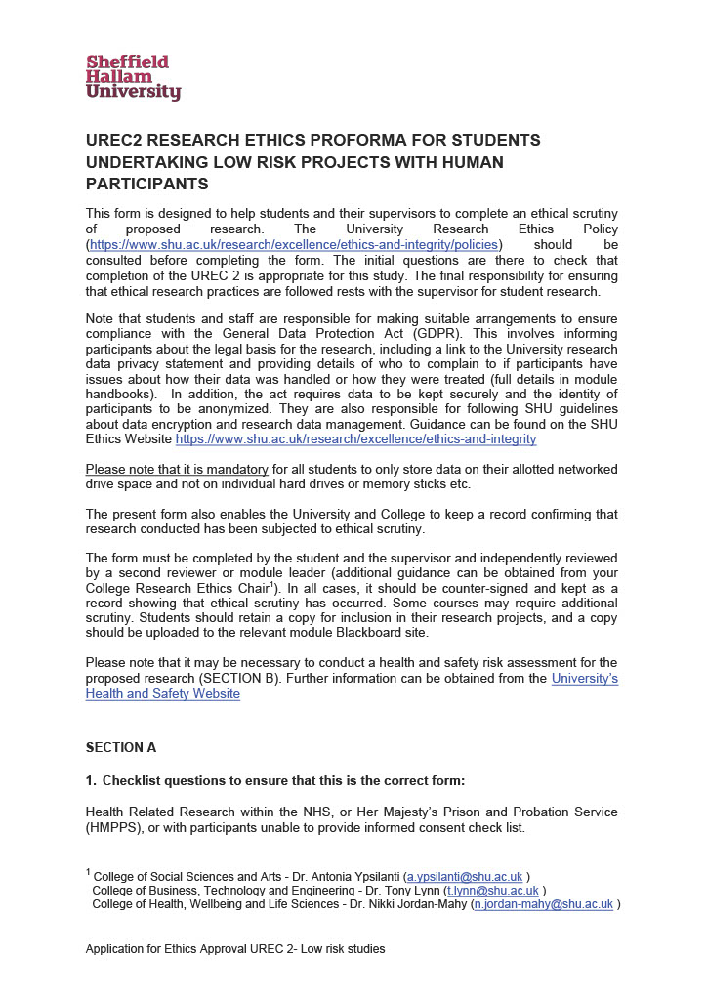 Sheffield
Hallam
University
UREC2 RESEARCH ETHICS PROFORMA FOR STUDENTS
UNDERTAKING LOW RISK PROJECTS WITH HUMAN
PARTICIPANTS
This form is designed to help students and their supervisors to complete an ethical scrutiny
of proposed research. The University Research Ethics Policy
(https://www.shu.ac.uk/research/excellence/ethics-and-integrity/policies) should be
consulted before completing the form. The initial questions are there to check that
completion of the UREC 2 is appropriate for this study. The final responsibility for ensuring
that ethical research practices are followed rests with the supervisor for student research.
Note that students and staff are responsible for making suitable arrangements to ensure
compliance with the General Data Protection Act (GDPR). This involves informing
participants about the legal basis for the research, including a link to the University research
data privacy statement and providing details of who to complain to if participants have
issues about how their data was handled or how they were treated (full details in module
handbooks). In addition, the act requires data to be kept securely and the identity of
participants to be anonymized. They are also responsible for following SHU guidelines
about data encryption and research data management. Guidance can be found on the SHU
Ethics Website https://www.shu.ac.uk/research/excellence/ethics-and-integrity
Please note that it is mandatory for all students to only store data on their allotted networked
drive space and not on individual hard drives or memory sticks etc.
The present form also enables the University and College to keep a record confirming that
research conducted has been subjected to ethical scrutiny.
The form must be completed by the student and the supervisor and independently reviewed
by a second reviewer or module leader (additional guidance can be obtained from your
College Research Ethics Chair¹). In all cases, it should be counter-signed and kept as a
record showing that ethical scrutiny has occurred. Some courses may require additional
scrutiny. Students should retain a copy for inclusion in their research projects, and a copy
should be uploaded to the relevant module Blackboard site.
Please note that it may be necessary to conduct a health and safety risk assessment for the
proposed research (SECTION B). Further information can be obtained from the University's
Health and Safety Website
SECTION A
1. Checklist questions to ensure that this is the correct form:
Health Related Research within the NHS, or Her Majesty's Prison and Probation Service
(HMPPS), or with participants unable to provide informed consent check list.
¹ College of Social Sciences and Arts - Dr. Antonia Ypsilanti (a.ypsilanti@shu.ac.uk )
College of Business, Technology and Engineering - Dr. Tony Lynn (t.lynn@shu.ac.uk )
College of Health, Wellbeing and Life Sciences - Dr. Nikki Jordan-Mahy (n.jordan-mahy@shu.ac.uk )
Application for Ethics Approval UREC 2- Low risk studies